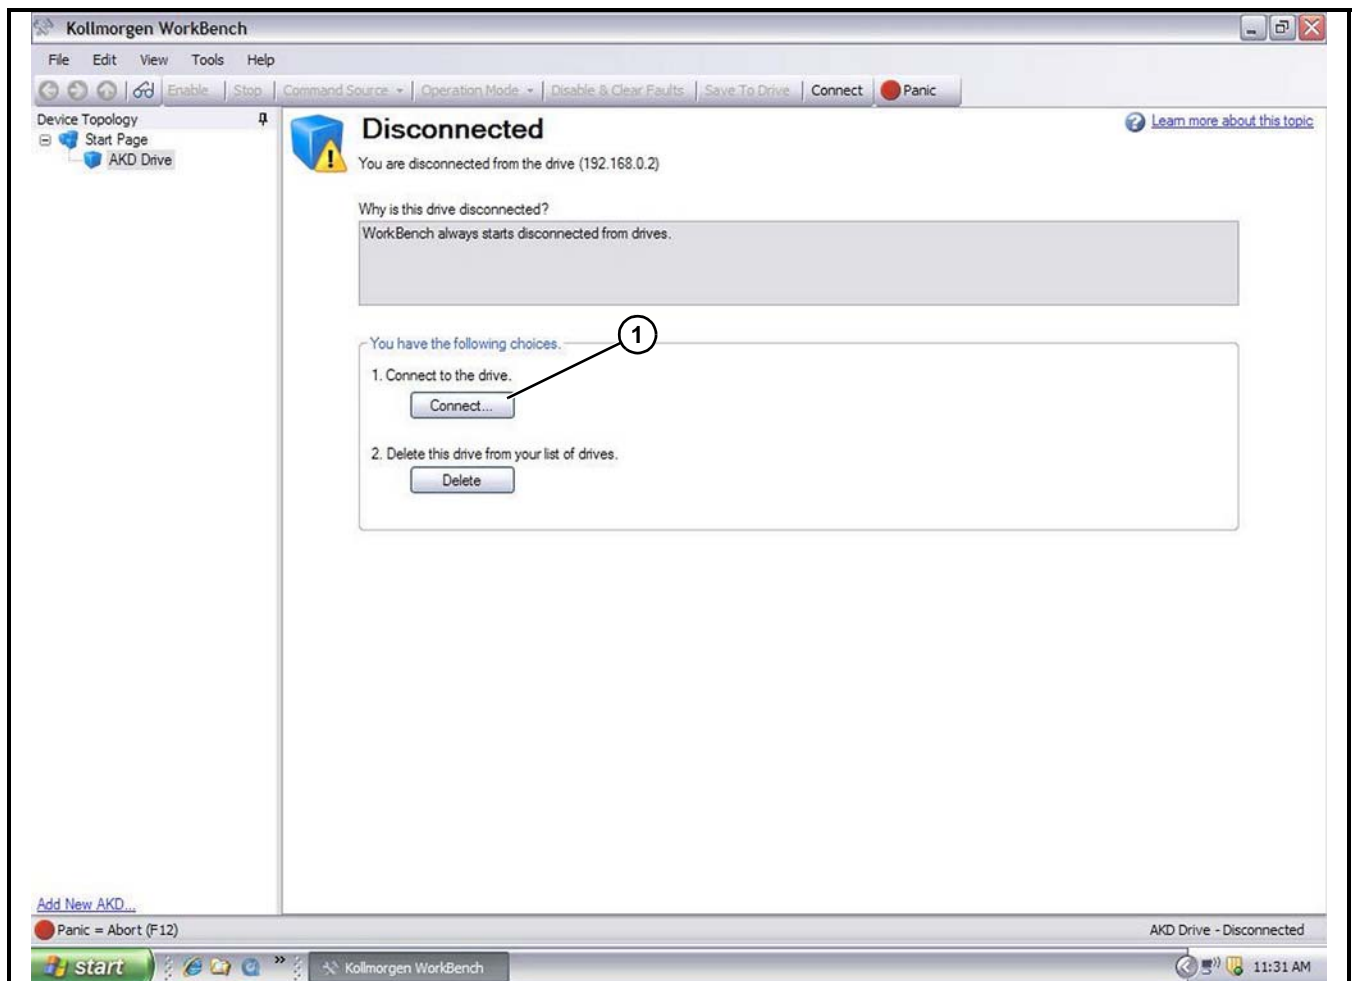 Kollmorgen WorkBench
File Edit View Tools Help
Enable Stop Command Source Operation Mode Disable & Clear Faults Save To Drive Connect Panic
Device Topology
Start Page
AKD Drive
Disconnected
Learn more about this topic
You are disconnected from the drive (192.168.0.2)
Why is this drive disconnected?
WorkBench always starts disconnected from drives.
1
You have the following choices.
1. Connect to the drive.
Connect...
2. Delete this drive from your list of drives.
Delete
Add New AKD...
Panic = Abort (F12)
AKD Drive - Disconnected
start
Kollmorgen WorkBench
11:31 AM